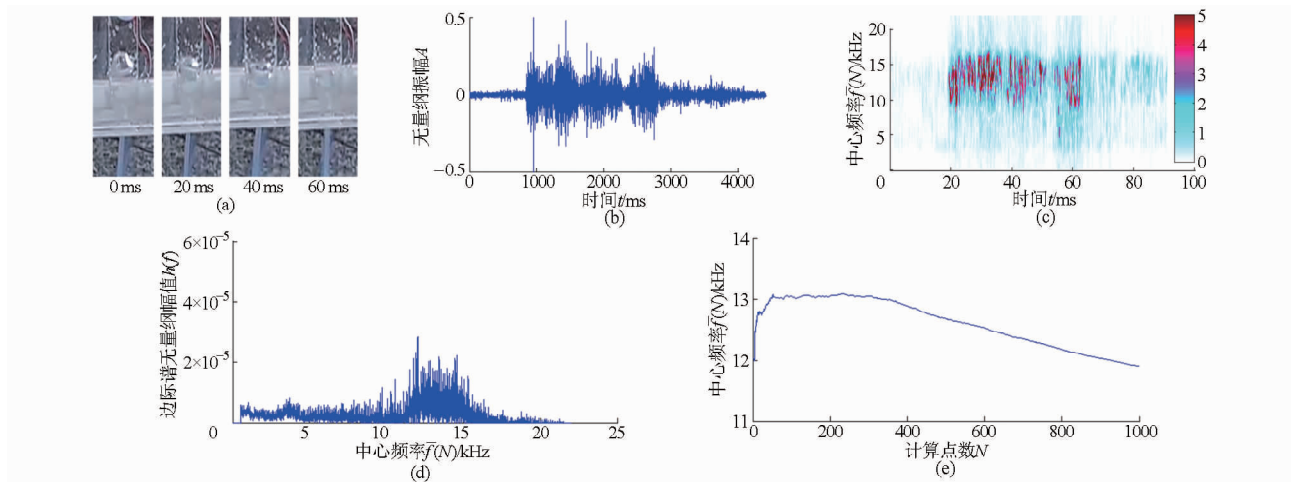 0 ms 20 ms 40 ms 60 ms
(a)
无量纲振幅A
0.5
0
−0.5
0 1000 2000 3000 4000
时间t/ms
(b)
中心频率f̄(N)/kHz
20
15
10
5
0 20 40 60 80 100
5
4
3
2
1
0
时间t/ms
(c)
边际谱无量纲幅值h(f)
6×10⁻⁵
4×10⁻⁵
2×10⁻⁵
0 5 10 15 20 25
中心频率f̄(N)/kHz
(d)
中心频率f̄(N)/kHz
14
13
12
11
0 200 400 600 800 1000
计算点数N
(e)